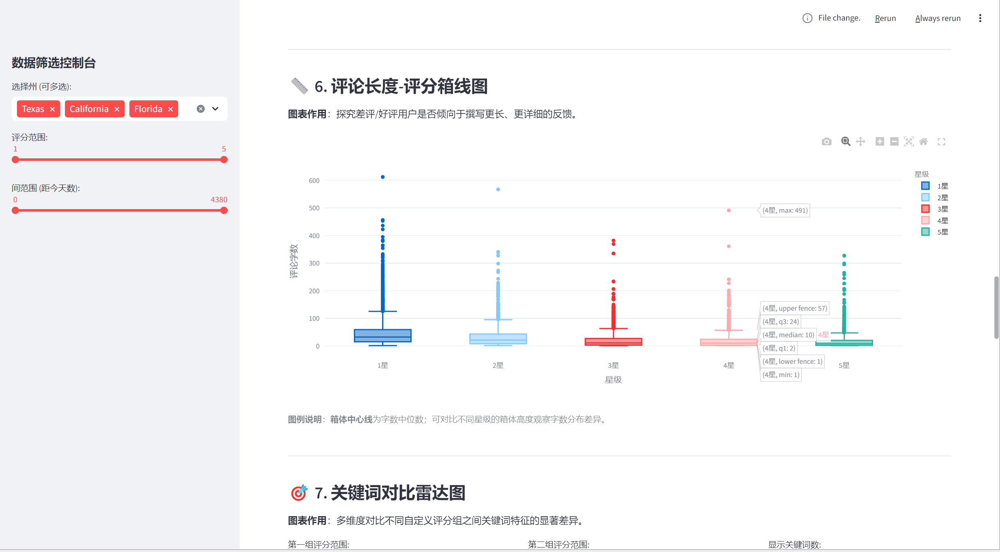 File change.
Rerun
Always rerun
数据筛选控制台
选择州 (可多选):
Texas
California
Florida
评分范围:
1
5
间范围 (距今天数):
0
4380
6. 评论长度-评分箱线图
图表作用：探究差评/好评用户是否倾向于撰写更长、更详细的反馈。
600
500
400
300
200
100
0
评论字数
1星
2星
3星
4星
5星
星级
(4星, max: 491)
(4星, upper fence: 57)
(4星, q3: 24)
(4星, median: 10)
4星
(4星, q1: 2)
(4星, lower fence: 1)
(4星, min: 1)
星级
1星
2星
3星
4星
5星
图例说明：箱体中心线为字数中位数；可对比不同星级的箱体高度观察字数分布差异。
7. 关键词对比雷达图
图表作用：多维度对比不同自定义评分组之间关键词特征的显著差异。
第一组评分范围:
第二组评分范围:
显示关键词数: